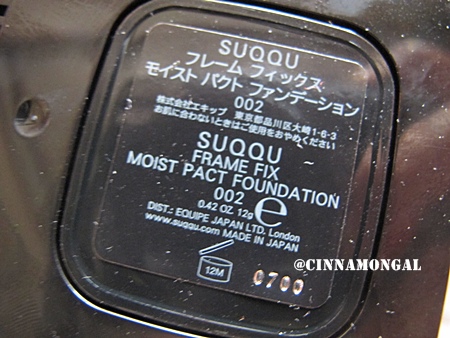 SUQQU
フレーム フィックス
モイスト パクト ファンデーション
002
株式会社エキップ 東京都品川区大崎1-6-3
お肌に合わないときはご使用をおやめください
SUQQU
FRAME FIX
MOIST PACT FOUNDATION
002
0.42 OZ. 12g e
DIST.: EQUIPE JAPAN LTD. London
www.suqqu.com MADE IN JAPAN
12M
0700
@CINNAMONGAL